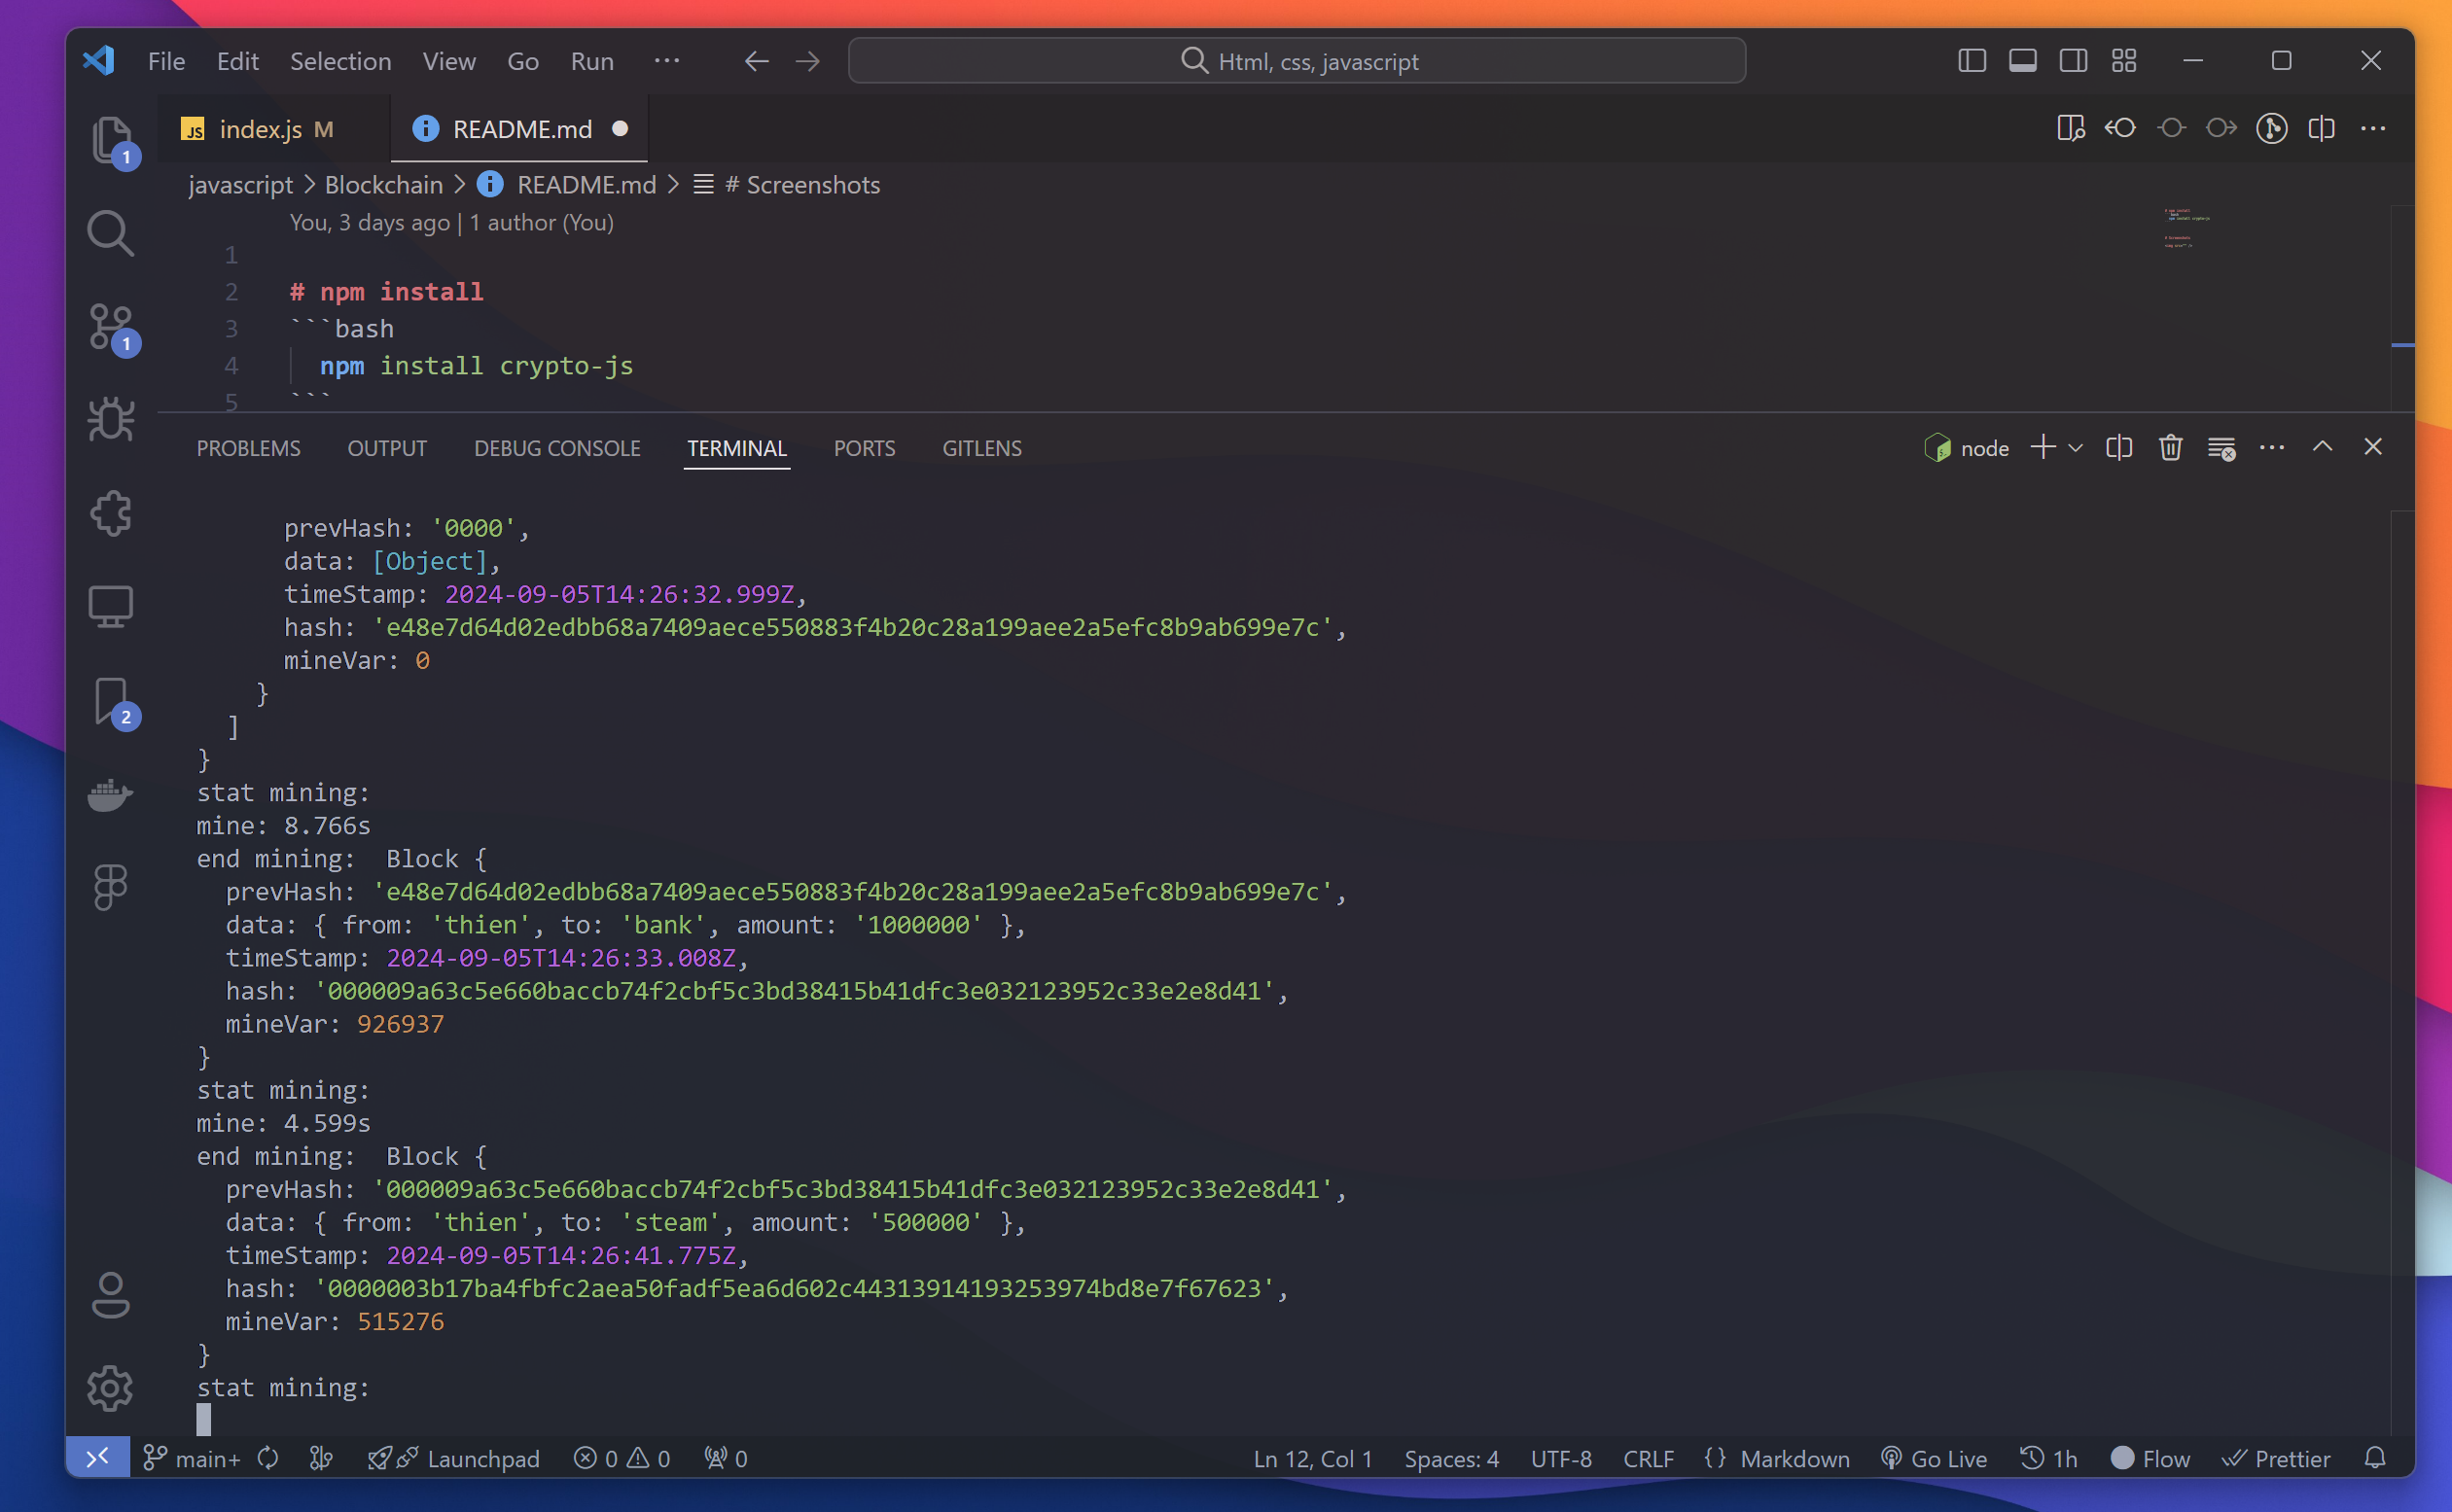 File Edit Selection View Go Run ··· Html, css, javascript
JS index.js M README.md
javascript > Blockchain > README.md > # Screenshots
You, 3 days ago | 1 author (You)
1
2 # npm install
3 ```bash
4 npm install crypto-js
5 ```
PROBLEMS OUTPUT DEBUG CONSOLE TERMINAL PORTS GITLENS node
prevHash: '0000',
data: [Object],
timeStamp: 2024-09-05T14:26:32.999Z,
hash: 'e48e7d64d02edbb68a7409aece550883f4b20c28a199aee2a5efc8b9ab699e7c',
mineVar: 0
}
]
}
stat mining:
mine: 8.766s
end mining:  Block {
prevHash: 'e48e7d64d02edbb68a7409aece550883f4b20c28a199aee2a5efc8b9ab699e7c',
data: { from: 'thien', to: 'bank', amount: '1000000' },
timeStamp: 2024-09-05T14:26:33.008Z,
hash: '000009a63c5e660baccb74f2cbf5c3bd38415b41dfc3e032123952c33e2e8d41',
mineVar: 926937
}
stat mining:
mine: 4.599s
end mining:  Block {
prevHash: '000009a63c5e660baccb74f2cbf5c3bd38415b41dfc3e032123952c33e2e8d41',
data: { from: 'thien', to: 'steam', amount: '500000' },
timeStamp: 2024-09-05T14:26:41.775Z,
hash: '0000003b17ba4fbfc2aea50fadf5ea6d602c44313914193253974bd8e7f67623',
mineVar: 515276
}
stat mining:
1
1
2
main+ Launchpad 0 0 0 Ln 12, Col 1 Spaces: 4 UTF-8 CRLF {} Markdown Go Live 1h Flow Prettier